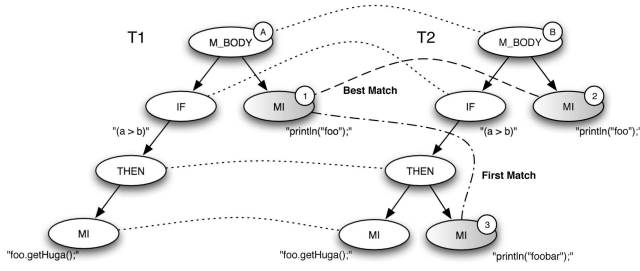 T1
A
M_BODY
T2
B
M_BODY
IF
1
MI
Best Match
IF
2
MI
"(a > b)"
"println("foo");"
"(a > b)"
"println("foo");"
THEN
THEN
First Match
MI
MI
3
MI
"foo.getHuga();"
"foo.getHuga();"
"println("foobar");"